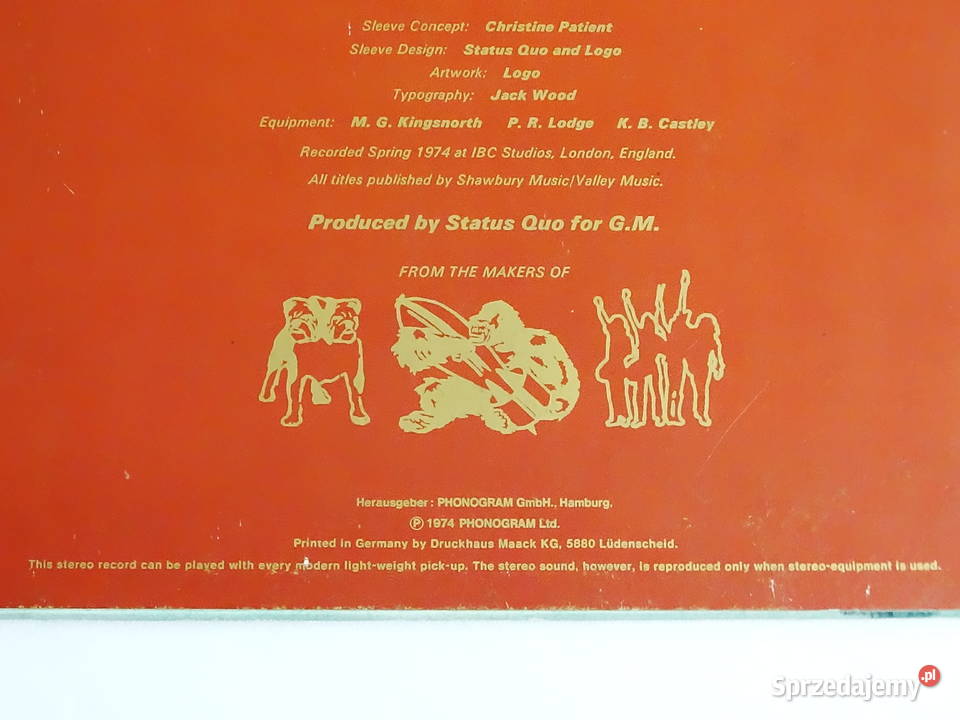 Sleeve Concept: Christine Patient
Sleeve Design: Status Quo and Logo
Artwork: Logo
Typography: Jack Wood
Equipment: M. G. Kingsnorth P. R. Lodge K. B. Castley
Recorded Spring 1974 at IBC Studios, London, England.
All titles published by Shawbury Music/Valley Music.
Produced by Status Quo for G.M.
FROM THE MAKERS OF
Herausgeber: PHONOGRAM GmbH., Hamburg.
Ⓟ 1974 PHONOGRAM Ltd.
Printed in Germany by Druckhaus Maack KG, 5880 Lüdenscheid.
This stereo record can be played with every modern light-weight pick-up. The stereo sound, however, is reproduced only when stereo-equipment is used.
Sprzedajemy.pl